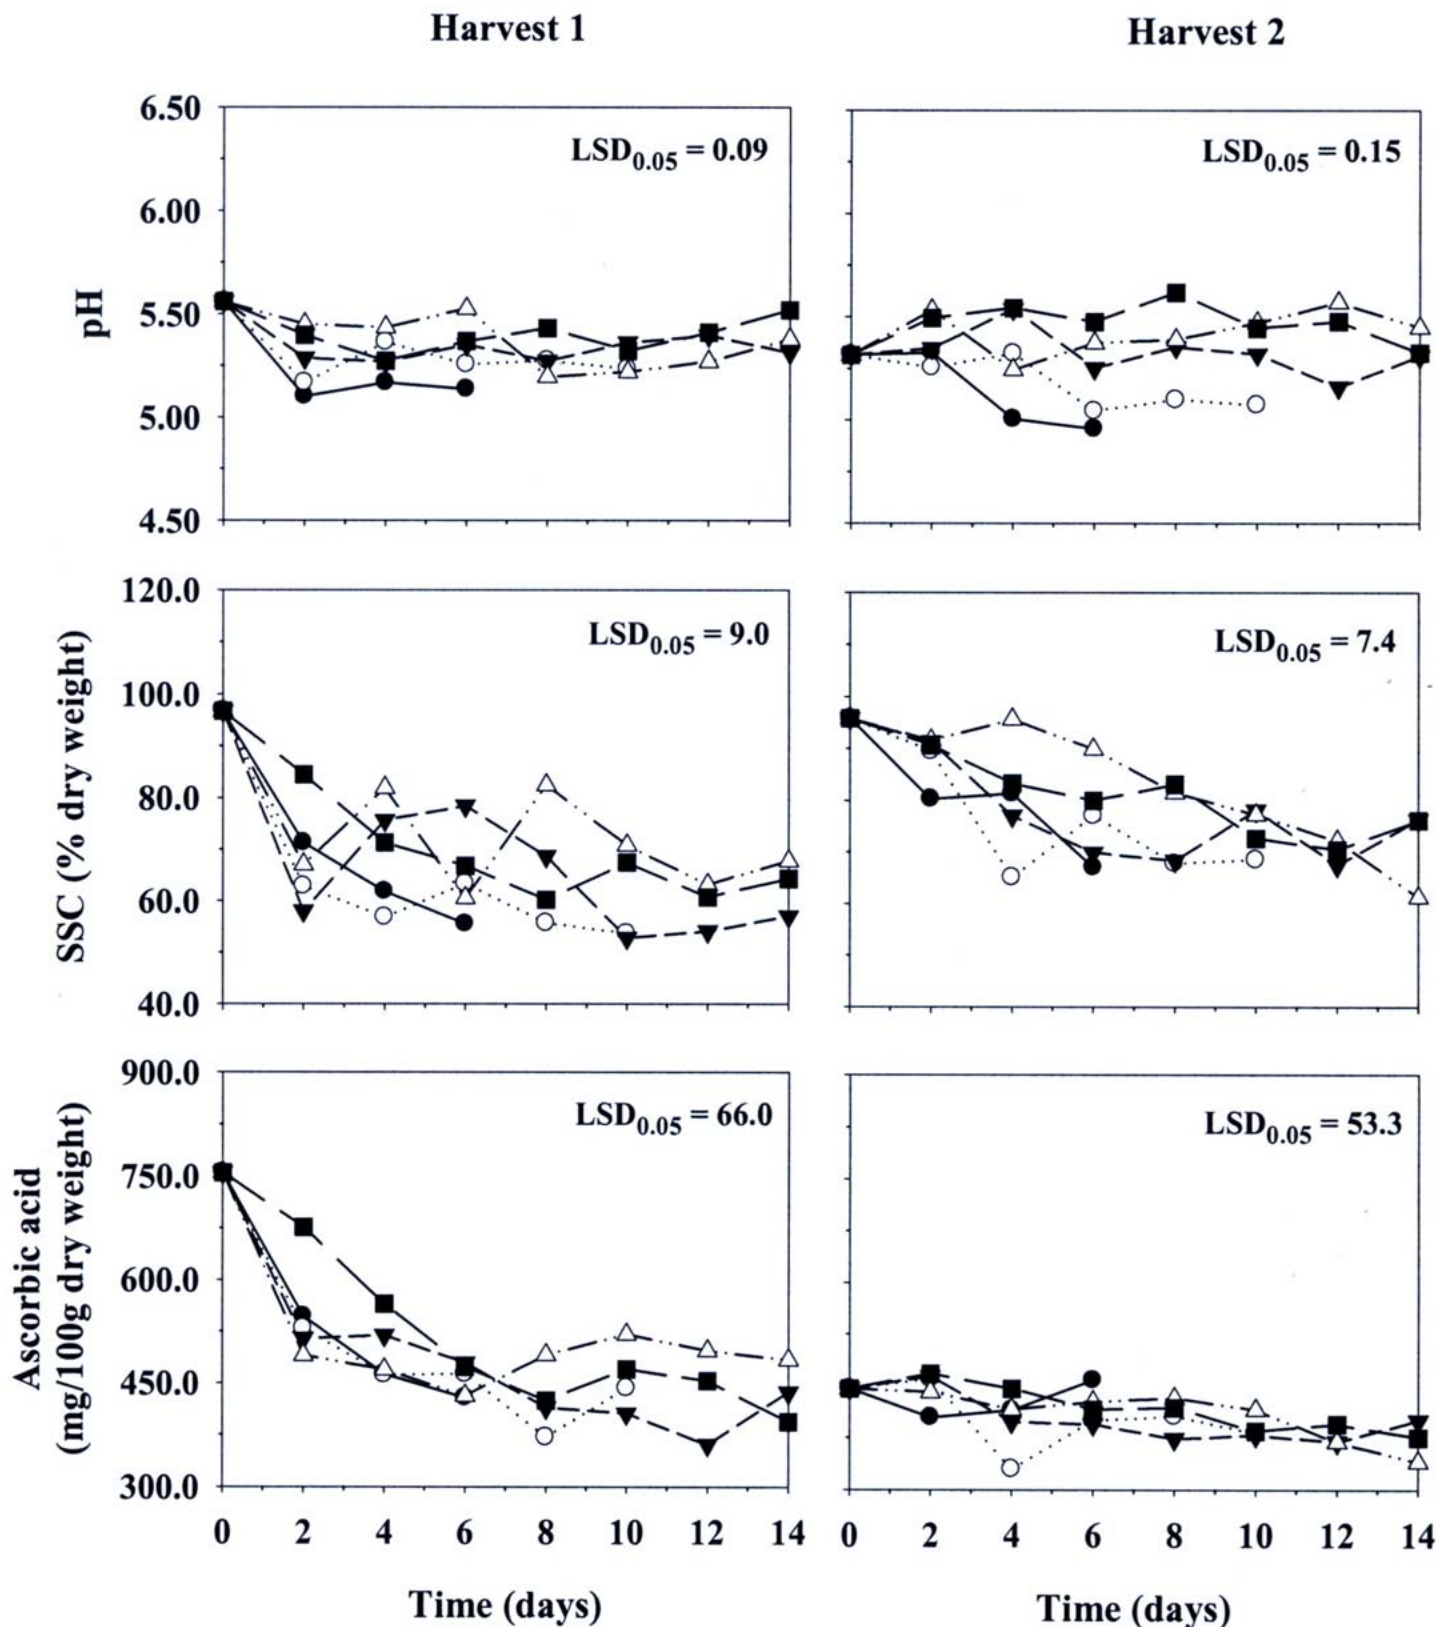 Harvest 1
Harvest 2
6.50
6.00
5.50
5.00
4.50
pH
LSD0.05 = 0.09
LSD0.05 = 0.15
120.0
100.0
80.0
60.0
40.0
SSC (% dry weight)
LSD0.05 = 9.0
LSD0.05 = 7.4
900.0
750.0
600.0
450.0
300.0
Ascorbic acid
(mg/100g dry weight)
LSD0.05 = 66.0
LSD0.05 = 53.3
0 2 4 6 8 10 12 14
0 2 4 6 8 10 12 14
Time (days)
Time (days)